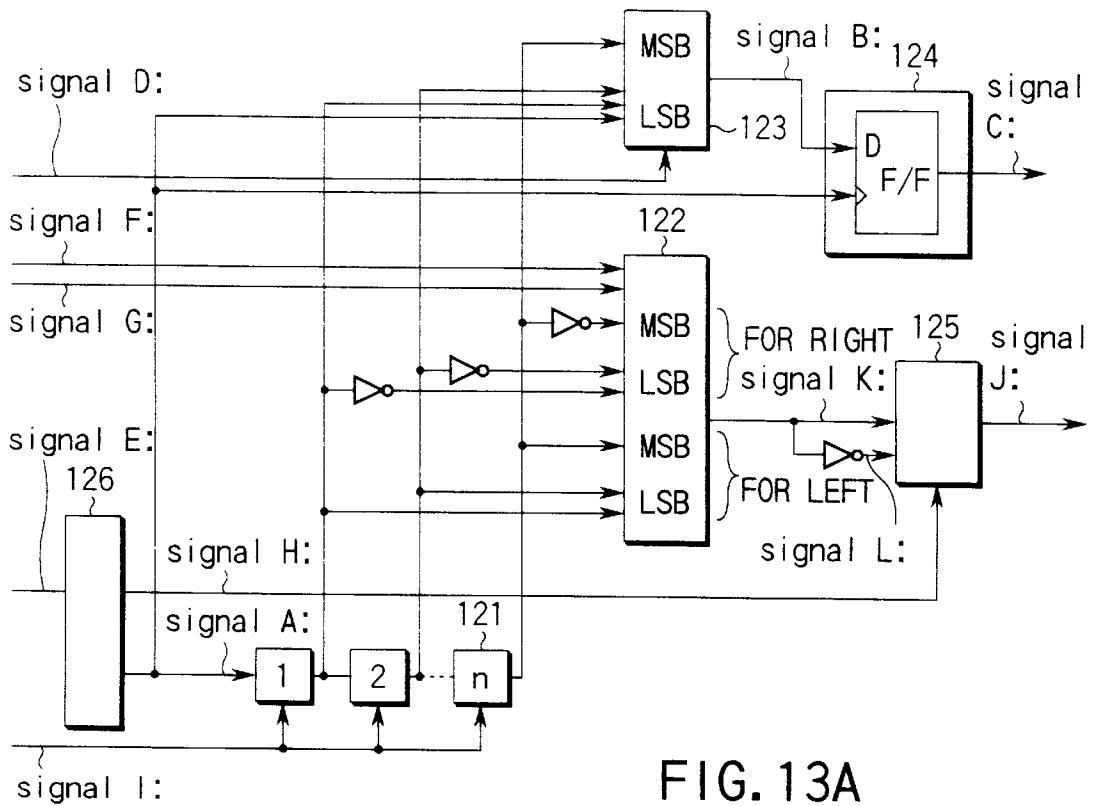 signal D:
MSB
LSB
123
signal B:
124
D
F/F
signal
C:
signal F:
signal G:
122
MSB
LSB
FOR RIGHT
MSB
LSB
FOR LEFT
signal K:
signal L:
125
signal
J:
signal E:
126
signal H:
signal A:
1
2
121
n
signal I:
FIG.13A